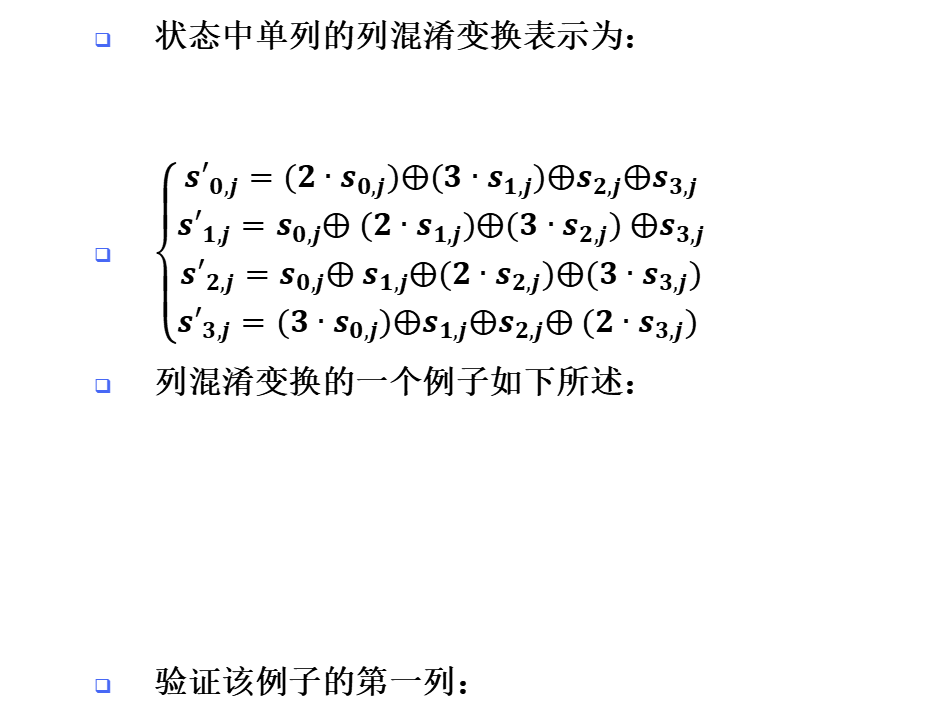 状态中单列的列混淆变换表示为:
s′0,j = (2 · s0,j)⊕(3 · s1,j)⊕s2,j⊕s3,j
s′1,j = s0,j⊕ (2 · s1,j)⊕(3 · s2,j) ⊕s3,j
s′2,j = s0,j⊕ s1,j⊕(2 · s2,j)⊕(3 · s3,j)
s′3,j = (3 · s0,j)⊕s1,j⊕s2,j⊕ (2 · s3,j)
列混淆变换的一个例子如下所述:
验证该例子的第一列: